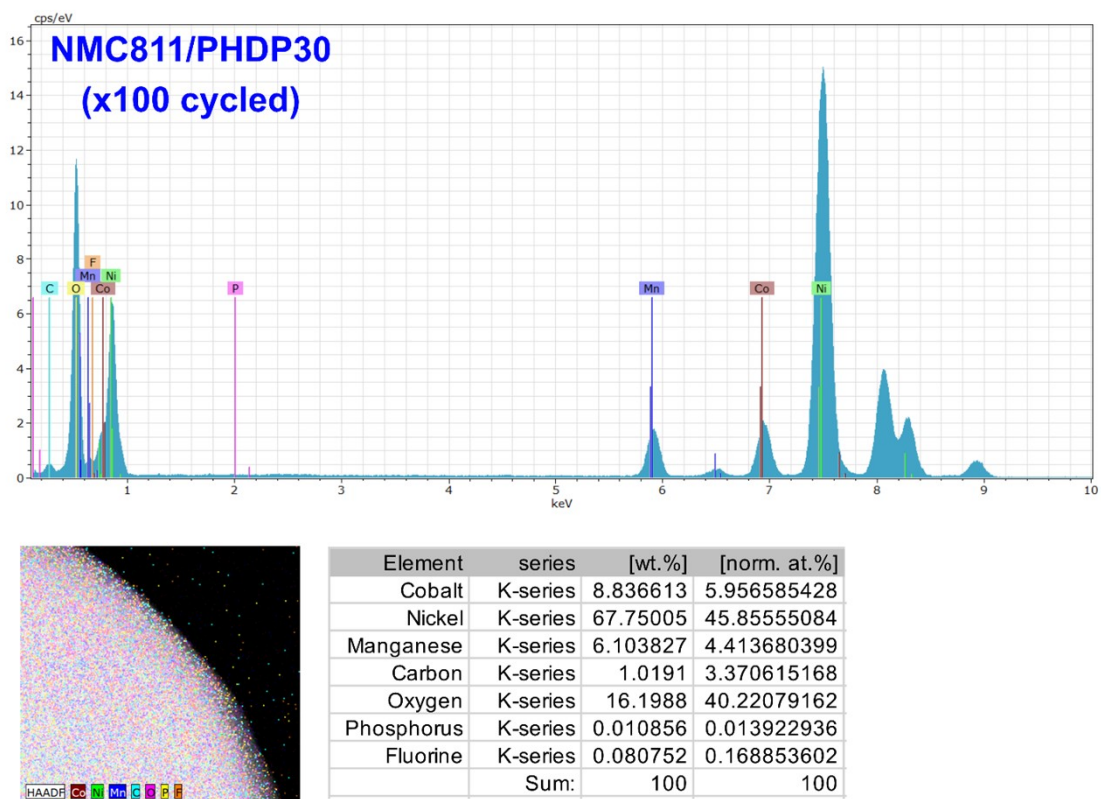 cps/eV
NMC811/PHDP30
(x100 cycled)
16
14
12
10
8
6
4
2
0
F
Mn Ni
C O Co P Mn Co Ni
1 2 3 4 5 6 7 8 9 10
keV
HAADF Co Ni Mn C O P F
Element series [wt.%] [norm. at.%]
Cobalt K-series 8.836613 5.956585428
Nickel K-series 67.75005 45.85555084
Manganese K-series 6.103827 4.413680399
Carbon K-series 1.0191 3.370615168
Oxygen K-series 16.1988 40.22079162
Phosphorus K-series 0.010856 0.013922936
Fluorine K-series 0.080752 0.168853602
Sum: 100 100